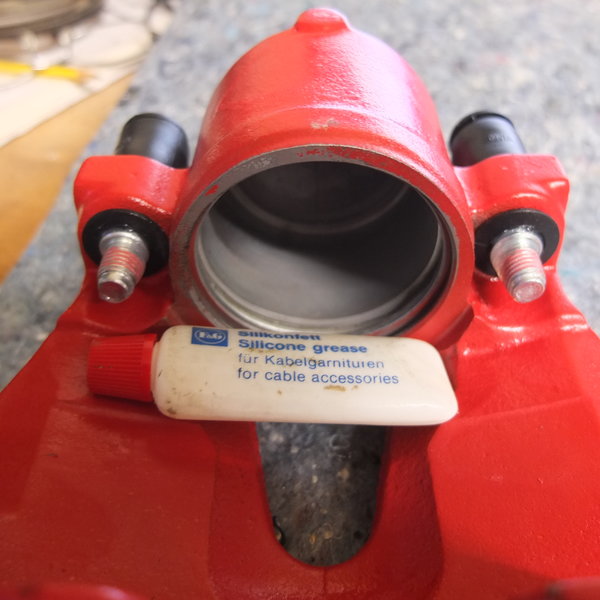 Silikonfett
Silicone grease
für Kabelgarnituren
for cable accessories